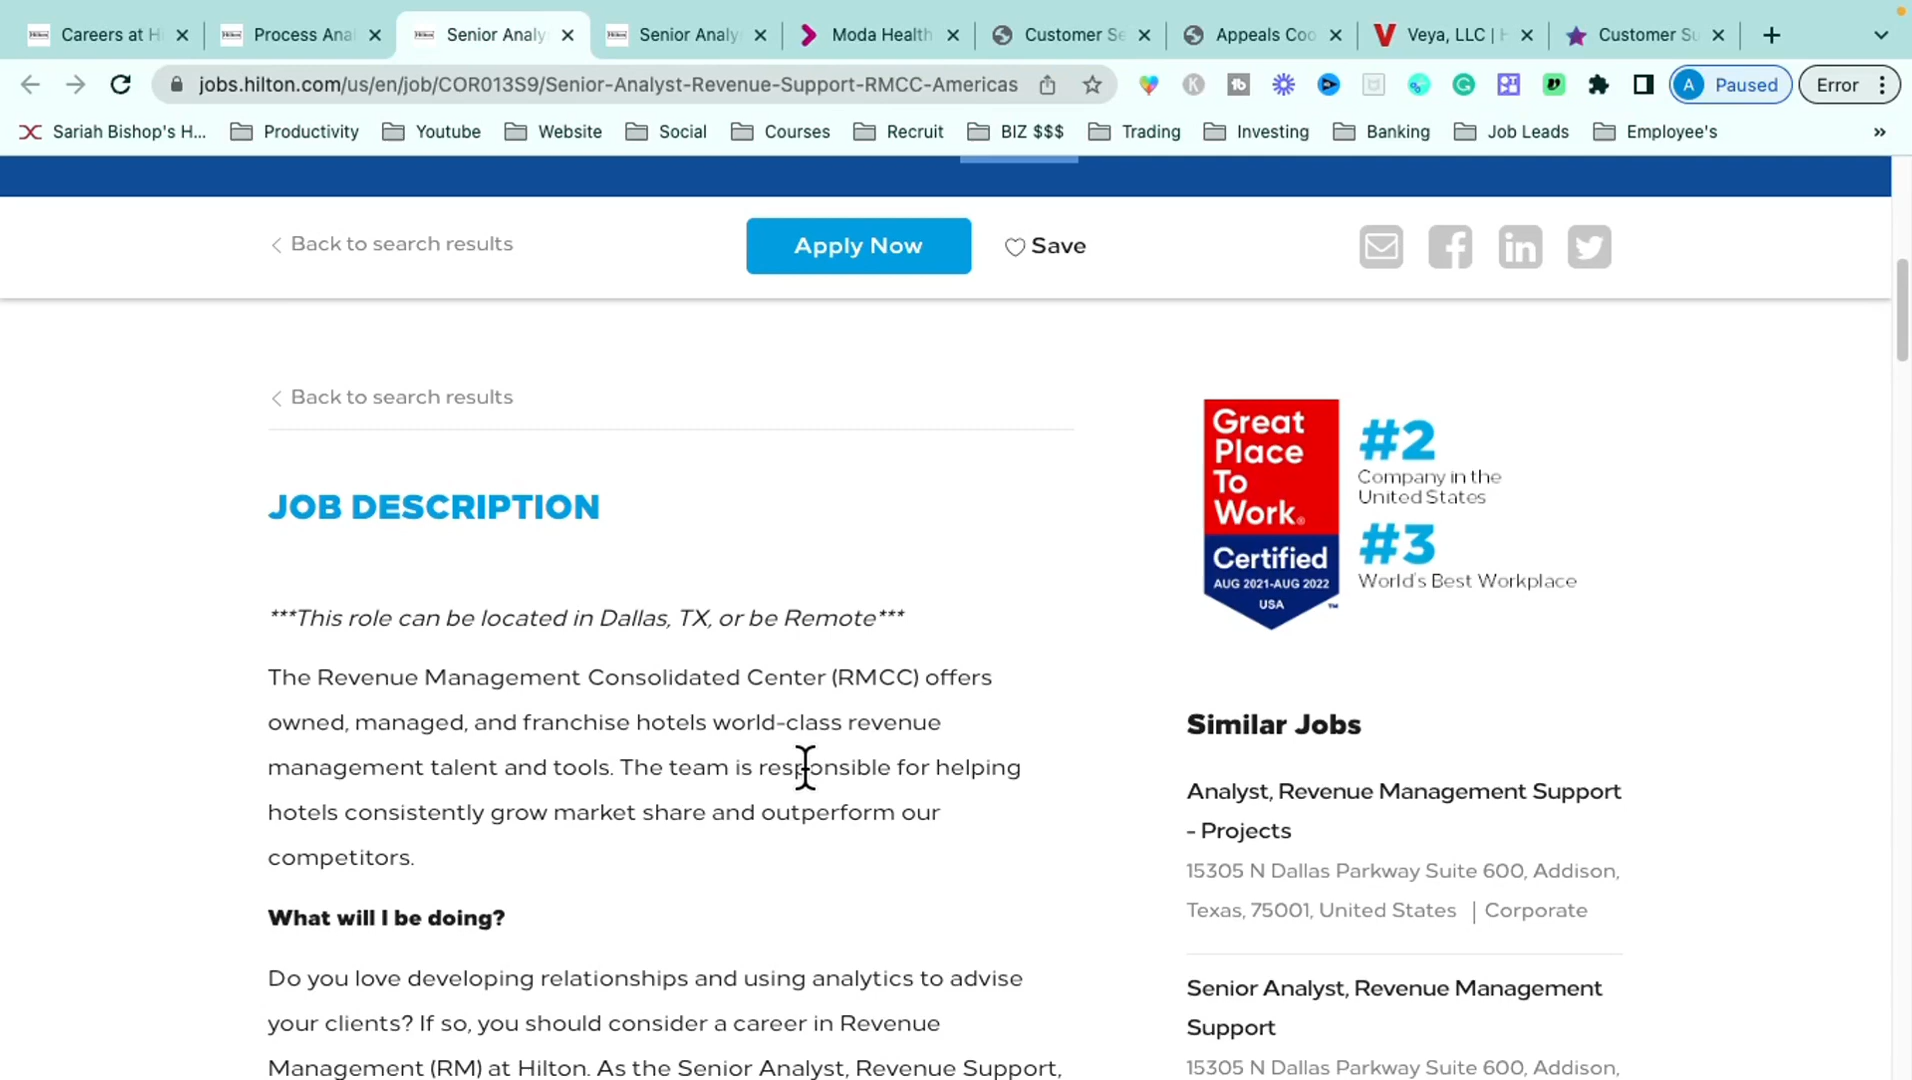 Careers at H
Process Ana
Senior Analy
Senior Analy
Moda Health
Customer Se
Appeals Coo
Veya, LLC | H
Customer Su
jobs.hilton.com/us/en/job/COR013S9/Senior-Analyst-Revenue-Support-RMCC-Americas
K
tb
G
A Paused
Error
Sariah Bishop's H...
Productivity
Youtube
Website
Social
Courses
Recruit
BIZ $$$
Trading
Investing
Banking
Job Leads
Employee's
»
Back to search results
Apply Now
Save
Back to search results
JOB DESCRIPTION
***This role can be located in Dallas, TX, or be Remote***
The Revenue Management Consolidated Center (RMCC) offers
owned, managed, and franchise hotels world-class revenue
management talent and tools. The team is responsible for helping
hotels consistently grow market share and outperform our
competitors.
What will I be doing?
Do you love developing relationships and using analytics to advise
your clients? If so, you should consider a career in Revenue
Management (RM) at Hilton. As the Senior Analyst, Revenue Support,
Great
Place
To
Work®
Certified
AUG 2021-AUG 2022
USA
™
#2
Company in the
United States
#3
World's Best Workplace
Similar Jobs
Analyst, Revenue Management Support
- Projects
15305 N Dallas Parkway Suite 600, Addison,
Texas, 75001, United States | Corporate
Senior Analyst, Revenue Management
Support
15305 N Dallas Parkway Suite 600, Addison,